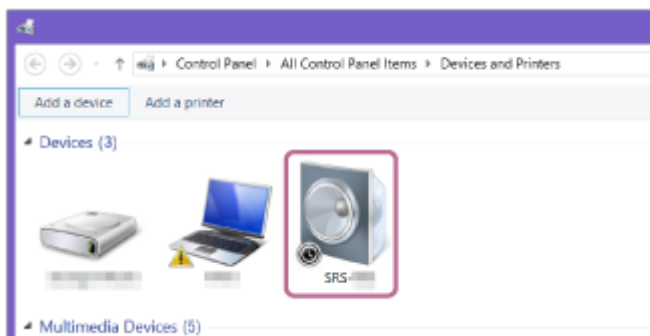 Control Panel All Control Panel Items Devices and Printers
Add a device Add a printer
Devices (3)
SRS-
Multimedia Devices (5)